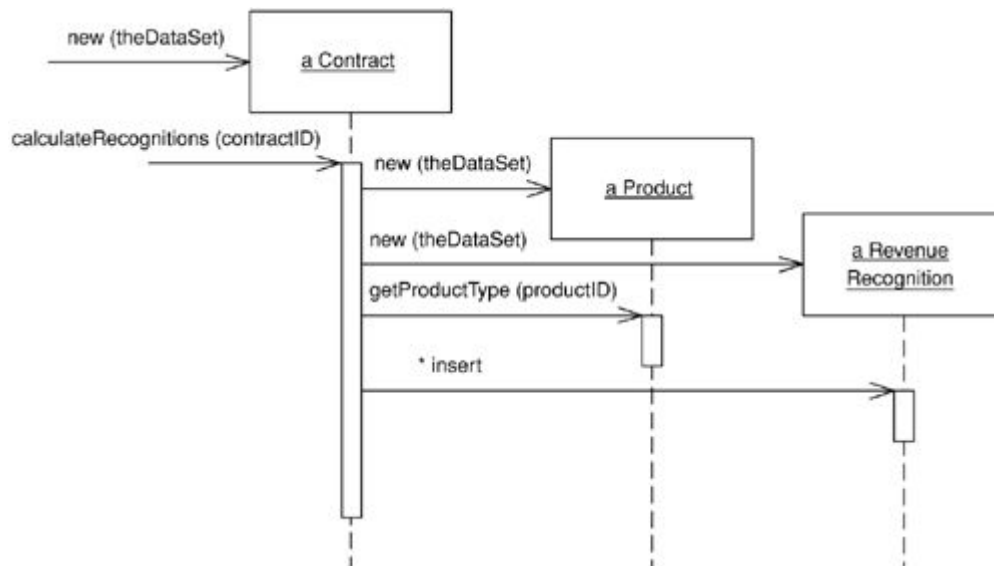 new (theDataSet)
a Contract
calculateRecognitions (contractID)
new (theDataSet)
a Product
new (theDataSet)
a Revenue
Recognition
getProductType (productID)
* insert